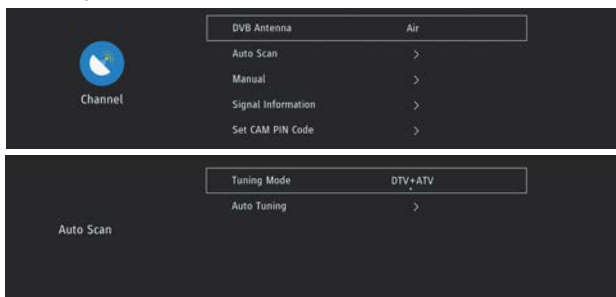 DVB Antenna Air
Auto Scan >
Manual >
Channel
Signal Information >
Set CAM PIN Code >
Tuning Mode DTV+ATV
Auto Tuning >
Auto Scan